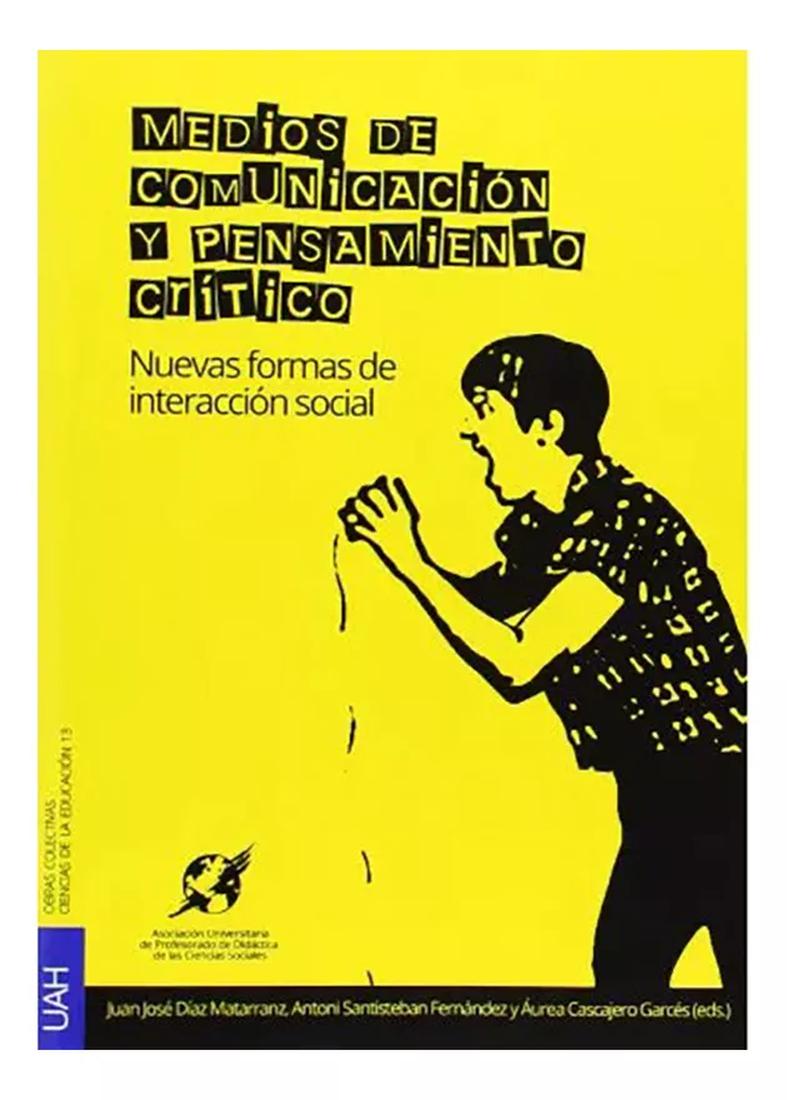 MEDiOS DE
COMUNiCACiÓN
Y PENSAMiENTO
CríTiCO
Nuevas formas de
interacción social
OBRAS COLECTIVAS
CIENCIAS DE LA EDUCACIÓN 13
Asociación Universitaria
de Profesorado de Didáctica
de las Ciencias Sociales
UAH
Juan José Díaz Matarranz, Antoni Santisteban Fernández y Áurea Cascajero Garcés (eds.)